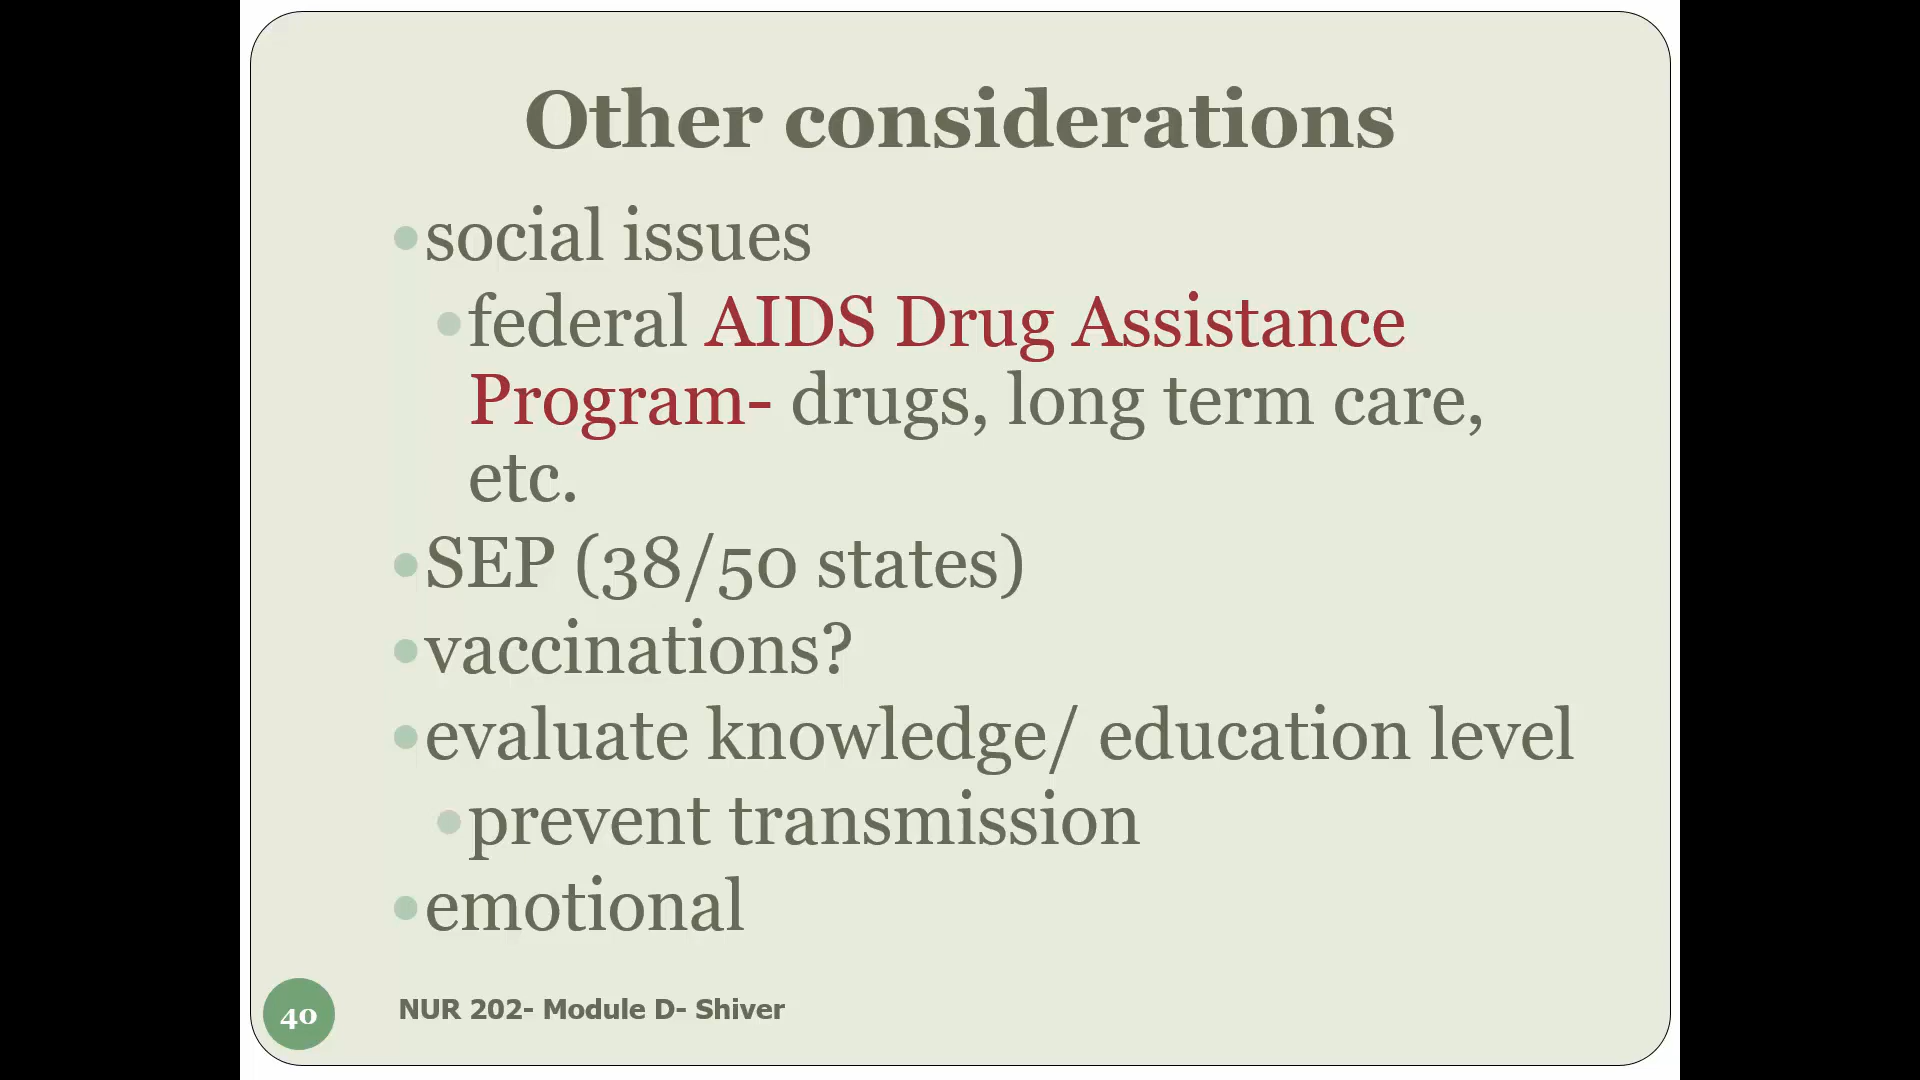 Other considerations
social issues
federal AIDS Drug Assistance
Program- drugs, long term care,
etc.
SEP (38/50 states)
vaccinations?
evaluate knowledge/ education level
prevent transmission
emotional
40
NUR 202- Module D- Shiver